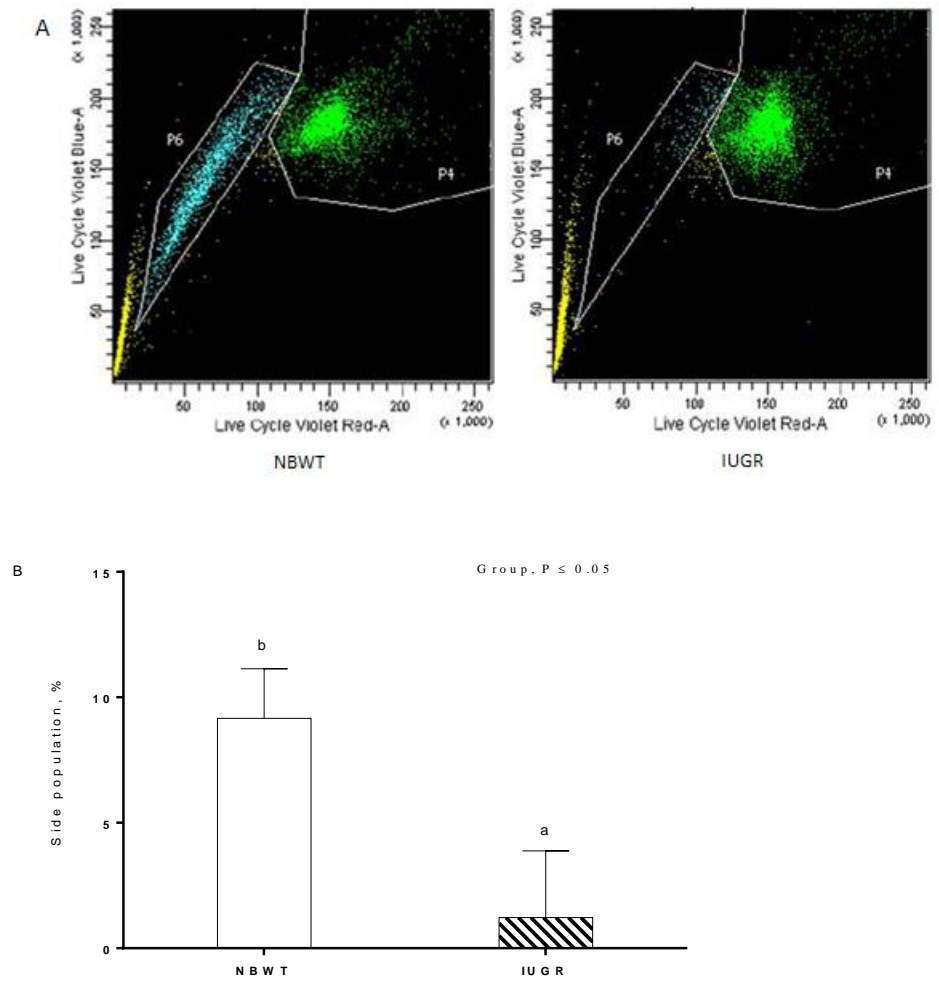 A
Live Cycle Violet Blue-A
(x 1,000)
250
200
150
100
50
P6
P4
50 100 150 200 250
Live Cycle Violet Red-A
(x 1,000)
NBWT
Live Cycle Violet Blue-A
(x 1,000)
250
200
150
100
50
P6
P4
50 100 150 200 250
Live Cycle Violet Red-A
(x 1,000)
IUGR
B
Group, P ≤ 0.05
Side population, %
15
10
5
0
b
a
NBWT
IUGR